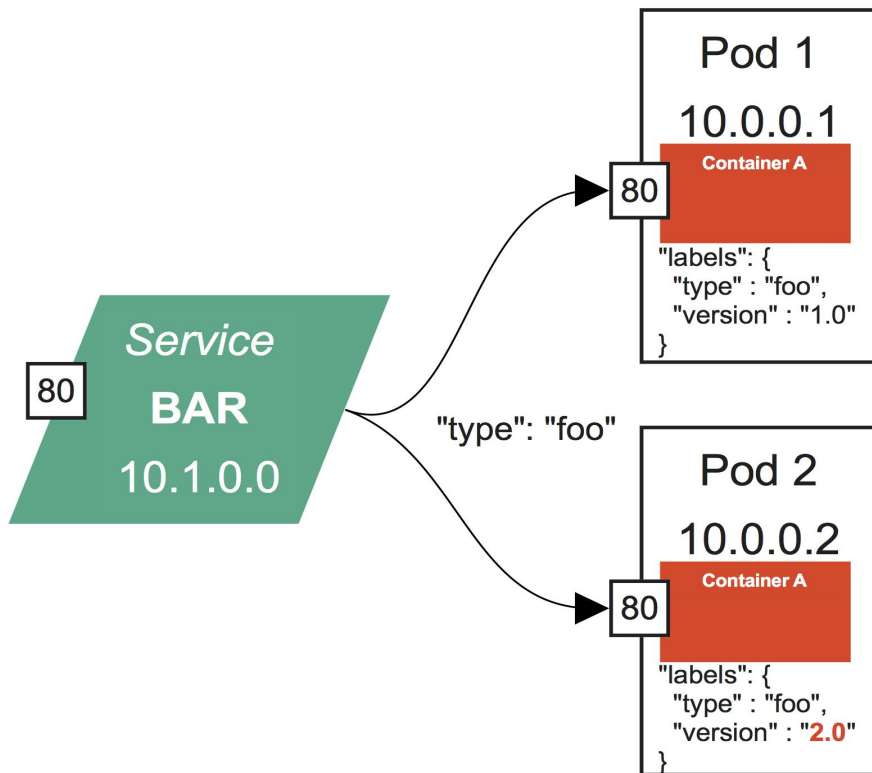 Service
BAR
10.1.0.0
80
"type": "foo"
Pod 1
10.0.0.1
Container A
80
"labels": {
"type" : "foo",
"version" : "1.0"
}
Pod 2
10.0.0.2
Container A
80
"labels": {
"type" : "foo",
"version" : "2.0"
}